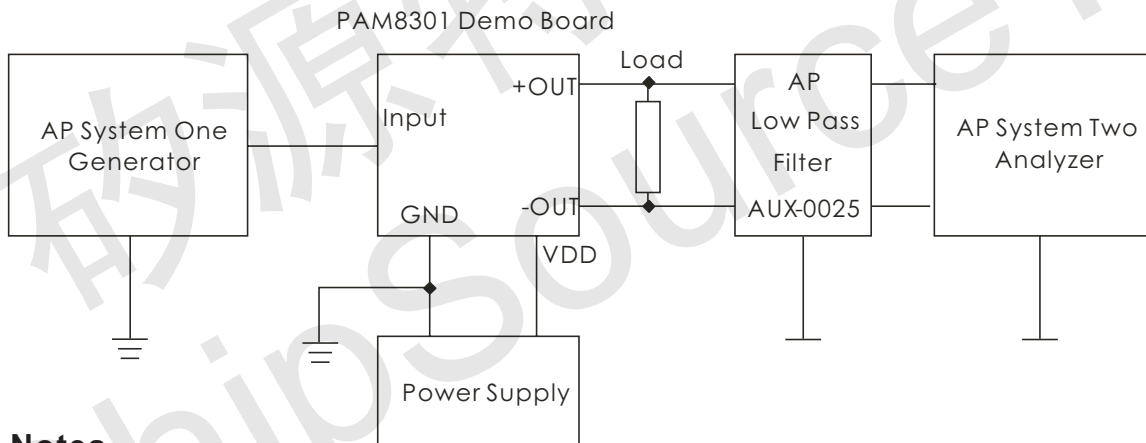 PAM8301 Demo Board
AP System One
Generator
Input
+OUT
-OUT
GND
VDD
Load
AP
Low Pass
Filter
AUX-0025
AP System Two
Analyzer
Power Supply
Notes